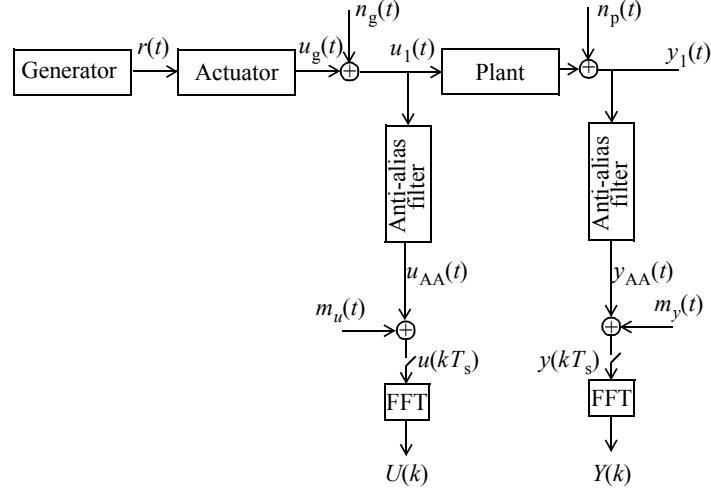 n_g(t)
n_p(t)
r(t)
u_g(t)
u_1(t)
y_1(t)
Generator
Actuator
Plant
Anti-alias
filter
Anti-alias
filter
u_AA(t)
y_AA(t)
m_u(t)
m_y(t)
u(kT_s)
y(kT_s)
FFT
FFT
U(k)
Y(k)